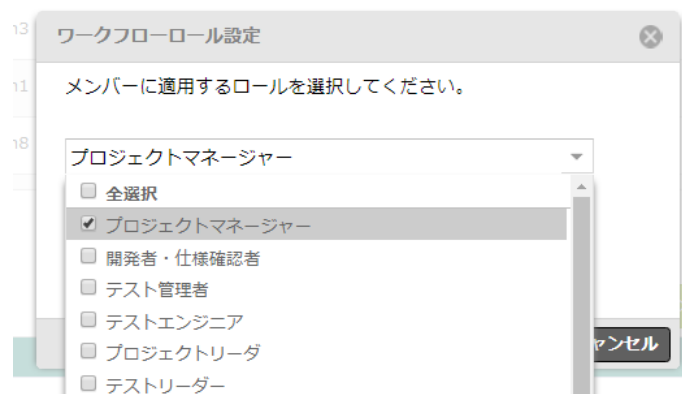 n3
ワークフローロール設定
n1
メンバーに適用するロールを選択してください。
n8
プロジェクトマネージャー
全選択
プロジェクトマネージャー
開発者・仕様確認者
テスト管理者
テストエンジニア
プロジェクトリーダ
ャンセル
テストリーダー